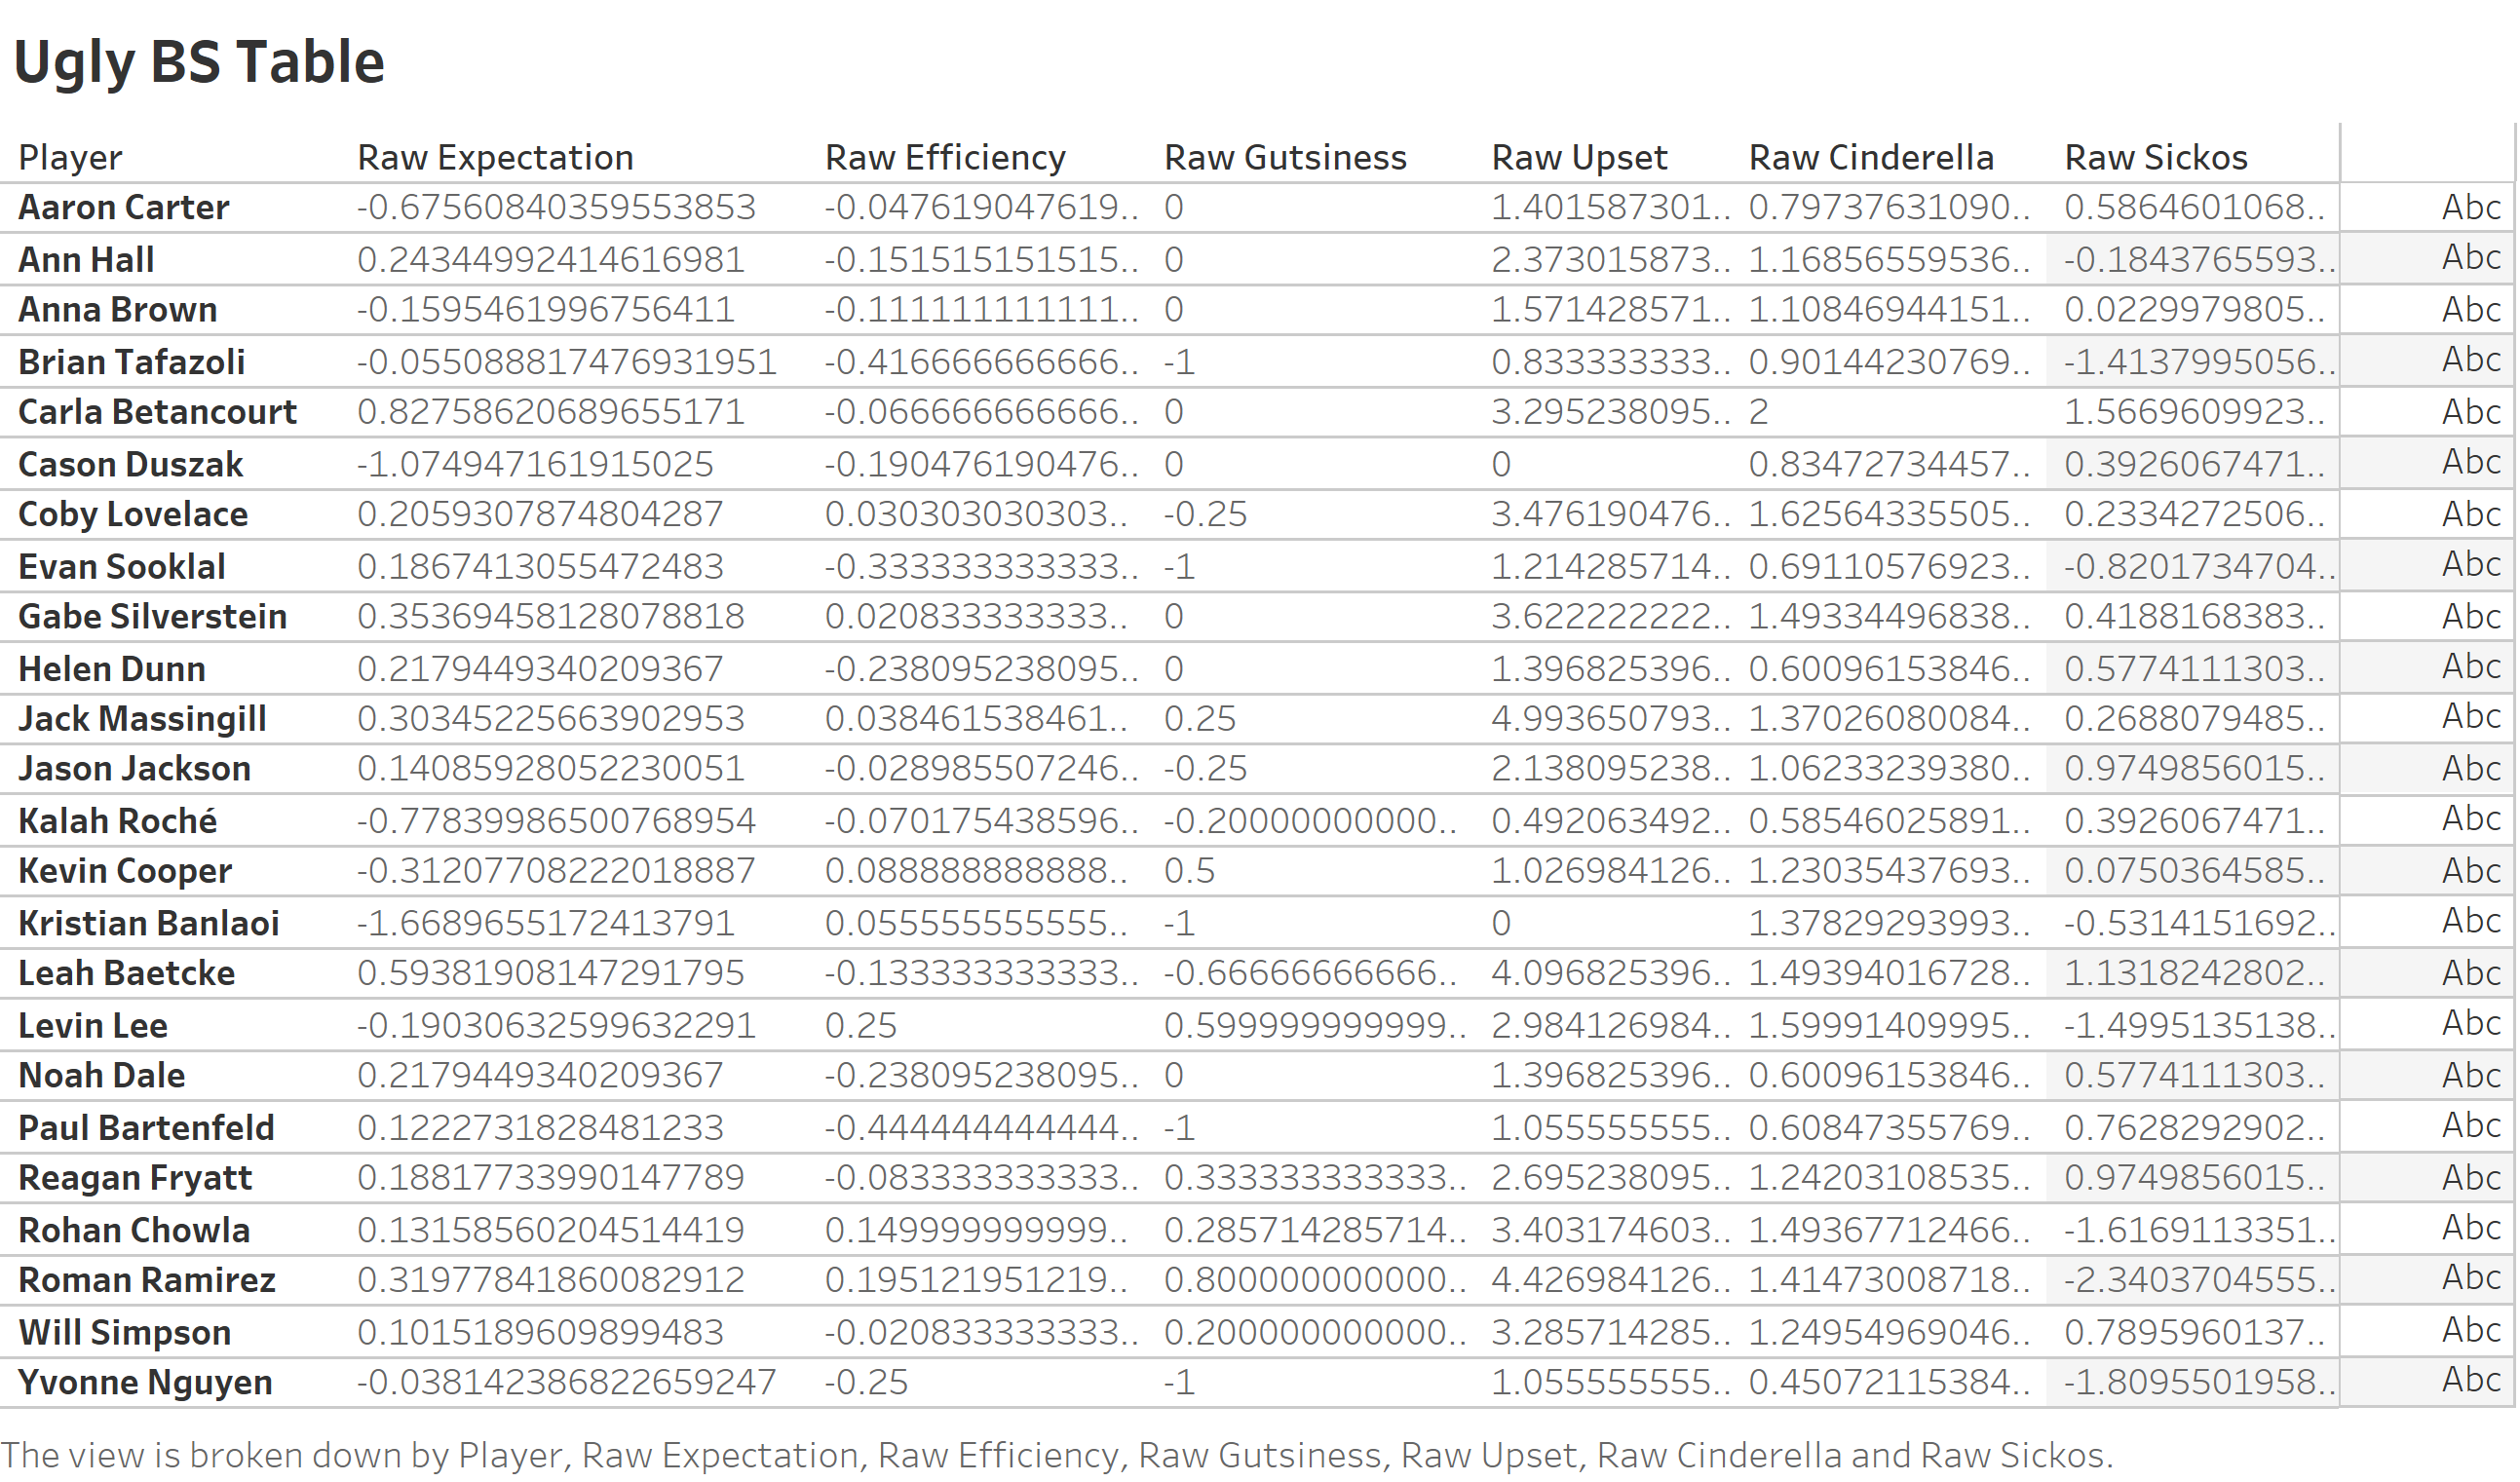 Ugly BS Table
Player Raw Expectation Raw Efficiency Raw Gutsiness Raw Upset Raw Cinderella Raw Sickos
Aaron Carter -0.67560840359553853 -0.047619047619.. 0 1.401587301.. 0.79737631090.. 0.5864601068.. Abc
Ann Hall 0.24344992414616981 -0.151515151515.. 0 2.373015873.. 1.16856559536.. -0.1843765593.. Abc
Anna Brown -0.1595461996756411 -0.111111111111.. 0 1.571428571.. 1.10846944151.. 0.0229979805.. Abc
Brian Tafazoli -0.055088817476931951 -0.416666666666.. -1 0.833333333.. 0.90144230769.. -1.4137995056.. Abc
Carla Betancourt 0.82758620689655171 -0.066666666666.. 0 3.295238095.. 2 1.5669609923.. Abc
Cason Duszak -1.074947161915025 -0.190476190476.. 0 0 0.83472734457.. 0.3926067471.. Abc
Coby Lovelace 0.2059307874804287 0.030303030303.. -0.25 3.476190476.. 1.62564335505.. 0.2334272506.. Abc
Evan Sooklal 0.1867413055472483 -0.333333333333.. -1 1.214285714.. 0.69110576923.. -0.8201734704.. Abc
Gabe Silverstein 0.35369458128078818 0.020833333333.. 0 3.622222222.. 1.49334496838.. 0.4188168383.. Abc
Helen Dunn 0.2179449340209367 -0.238095238095.. 0 1.396825396.. 0.60096153846.. 0.5774111303.. Abc
Jack Massingill 0.30345225663902953 0.038461538461.. 0.25 4.993650793.. 1.37026080084.. 0.2688079485.. Abc
Jason Jackson 0.14085928052230051 -0.028985507246.. -0.25 2.138095238.. 1.06233239380.. 0.9749856015.. Abc
Kalah Roché -0.77839986500768954 -0.070175438596.. -0.20000000000.. 0.492063492.. 0.58546025891.. 0.3926067471.. Abc
Kevin Cooper -0.31207708222018887 0.088888888888.. 0.5 1.026984126.. 1.23035437693.. 0.0750364585.. Abc
Kristian Banlaoi -1.6689655172413791 0.055555555555.. -1 0 1.37829293993.. -0.5314151692.. Abc
Leah Baetcke 0.59381908147291795 -0.133333333333.. -0.66666666666.. 4.096825396.. 1.49394016728.. 1.1318242802.. Abc
Levin Lee -0.19030632599632291 0.25 0.599999999999.. 2.984126984.. 1.59991409995.. -1.4995135138.. Abc
Noah Dale 0.2179449340209367 -0.238095238095.. 0 1.396825396.. 0.60096153846.. 0.5774111303.. Abc
Paul Bartenfeld 0.1222731828481233 -0.444444444444.. -1 1.055555555.. 0.60847355769.. 0.7628292902.. Abc
Reagan Fryatt 0.18817733990147789 -0.083333333333.. 0.333333333333.. 2.695238095.. 1.24203108535.. 0.9749856015.. Abc
Rohan Chowla 0.13158560204514419 0.149999999999.. 0.285714285714.. 3.403174603.. 1.49367712466.. -1.6169113351.. Abc
Roman Ramirez 0.31977841860082912 0.195121951219.. 0.800000000000.. 4.426984126.. 1.41473008718.. -2.3403704555.. Abc
Will Simpson 0.1015189609899483 -0.020833333333.. 0.200000000000.. 3.285714285.. 1.24954969046.. 0.7895960137.. Abc
Yvonne Nguyen -0.038142386822659247 -0.25 -1 1.055555555.. 0.45072115384.. -1.8095501958.. Abc
The view is broken down by Player, Raw Expectation, Raw Efficiency, Raw Gutsiness, Raw Upset, Raw Cinderella and Raw Sickos.